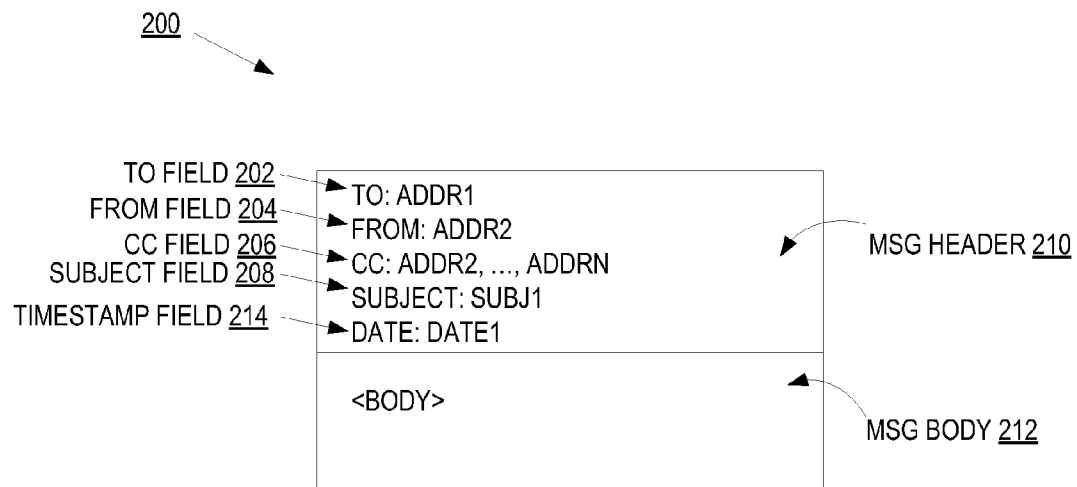 200
TO FIELD 202
FROM FIELD 204
CC FIELD 206
SUBJECT FIELD 208
TIMESTAMP FIELD 214
TO: ADDR1
FROM: ADDR2
CC: ADDR2, ..., ADDRN
SUBJECT: SUBJ1
DATE: DATE1
MSG HEADER 210
<BODY>
MSG BODY 212